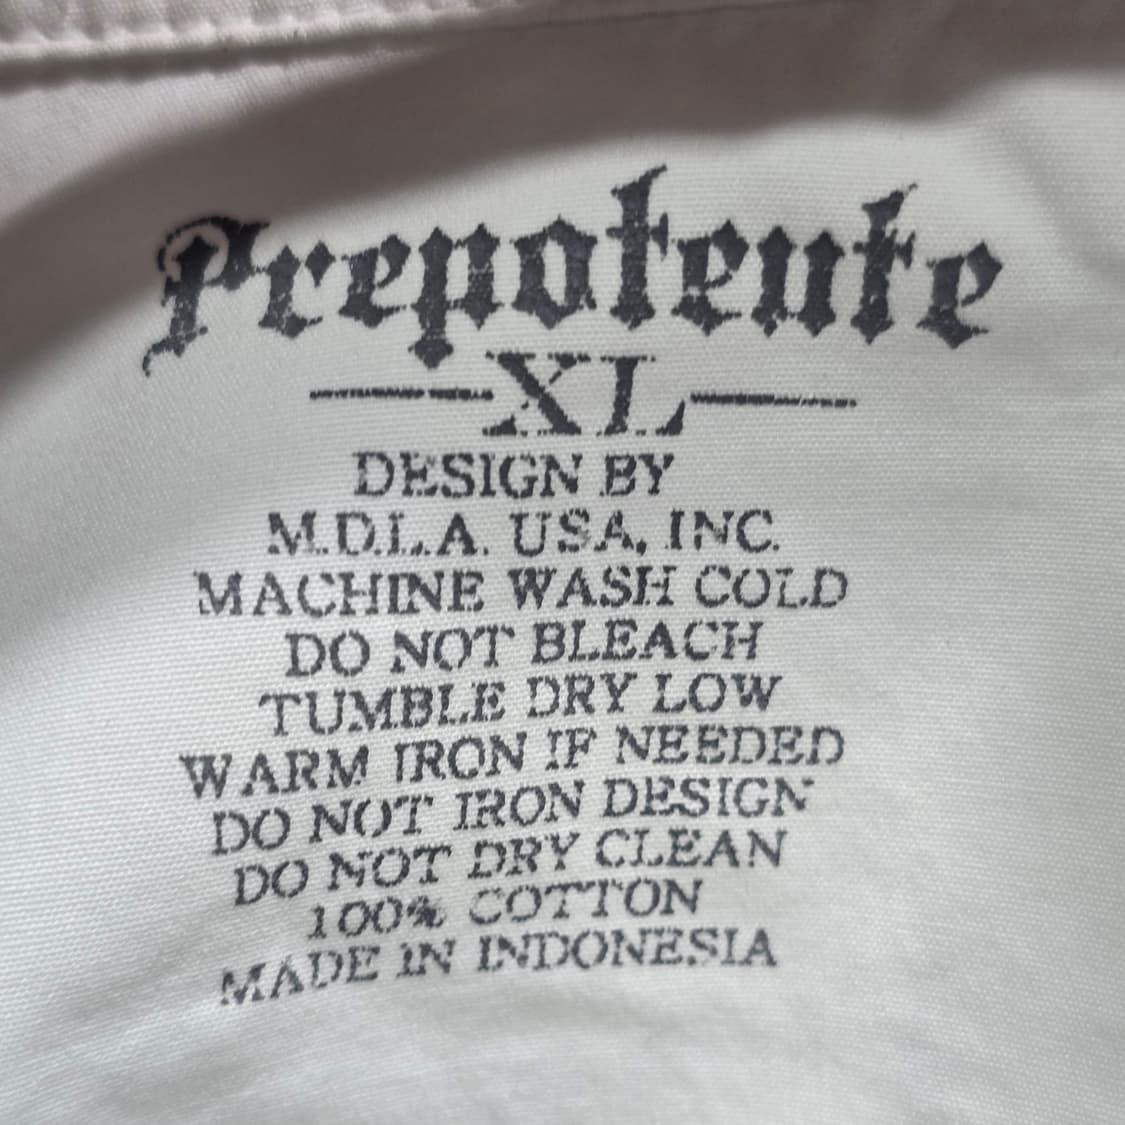 Prepotente
XL
DESIGN BY
M.D.L.A. USA, INC.
MACHINE WASH COLD
DO NOT BLEACH
TUMBLE DRY LOW
WARM IRON IF NEEDED
DO NOT IRON DESIGN
DO NOT DRY CLEAN
100% COTTON
MADE IN INDONESIA